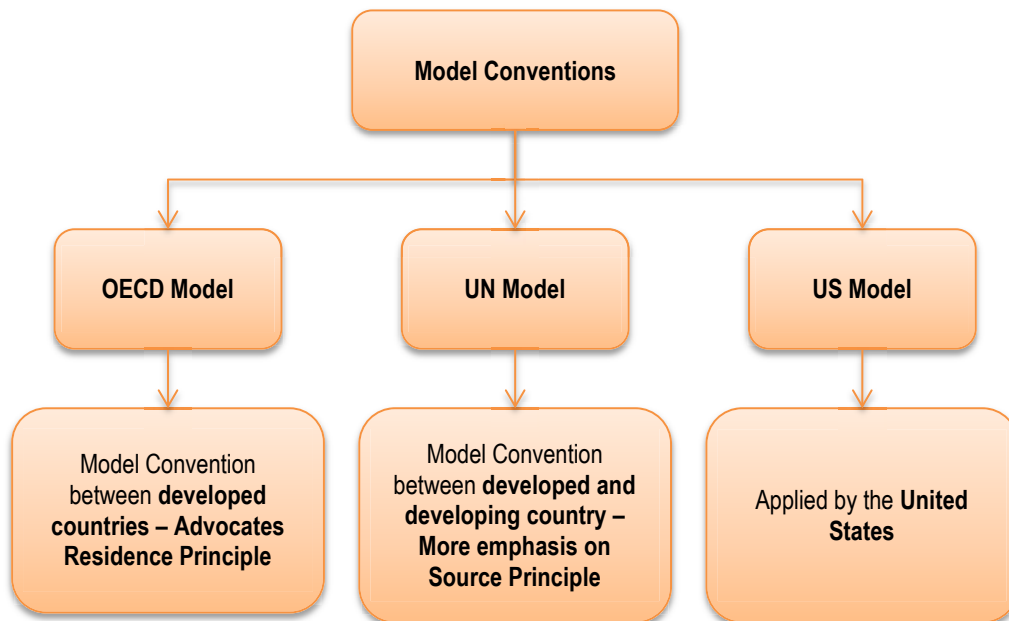 Model Conventions
OECD Model
UN Model
US Model
Model Convention
between developed
countries – Advocates
Residence Principle
Model Convention
between developed and
developing country –
More emphasis on
Source Principle
Applied by the United
States